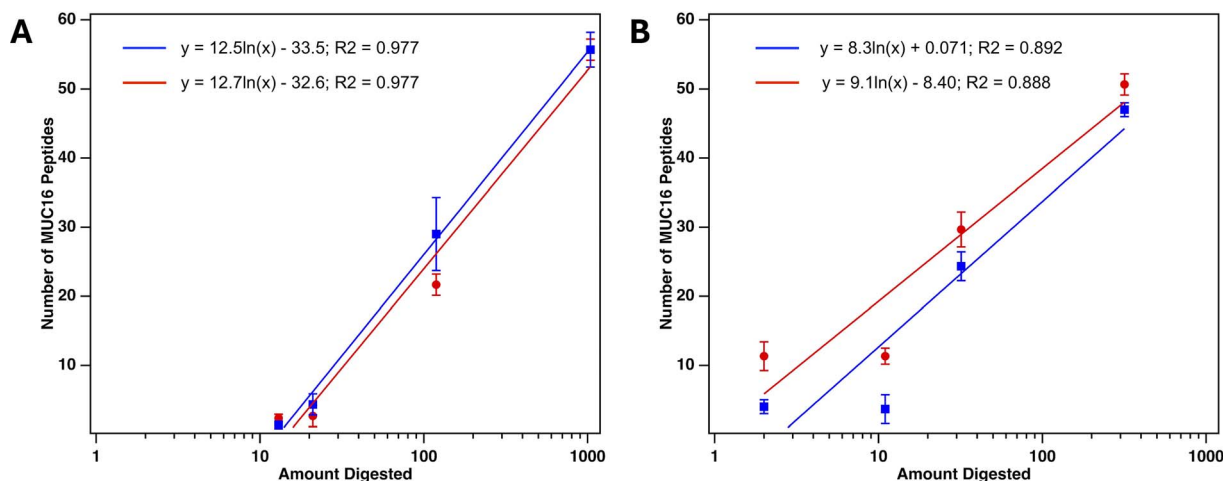 A
60
50
40
30
20
10
Number of MUC16 Peptides
y = 12.5ln(x) - 33.5; R2 = 0.977
y = 12.7ln(x) - 32.6; R2 = 0.977
1 10 100 1000
Amount Digested
B
60
50
40
30
20
10
Number of MUC16 Peptides
y = 8.3ln(x) + 0.071; R2 = 0.892
y = 9.1ln(x) - 8.40; R2 = 0.888
1 10 100 1000
Amount Digested